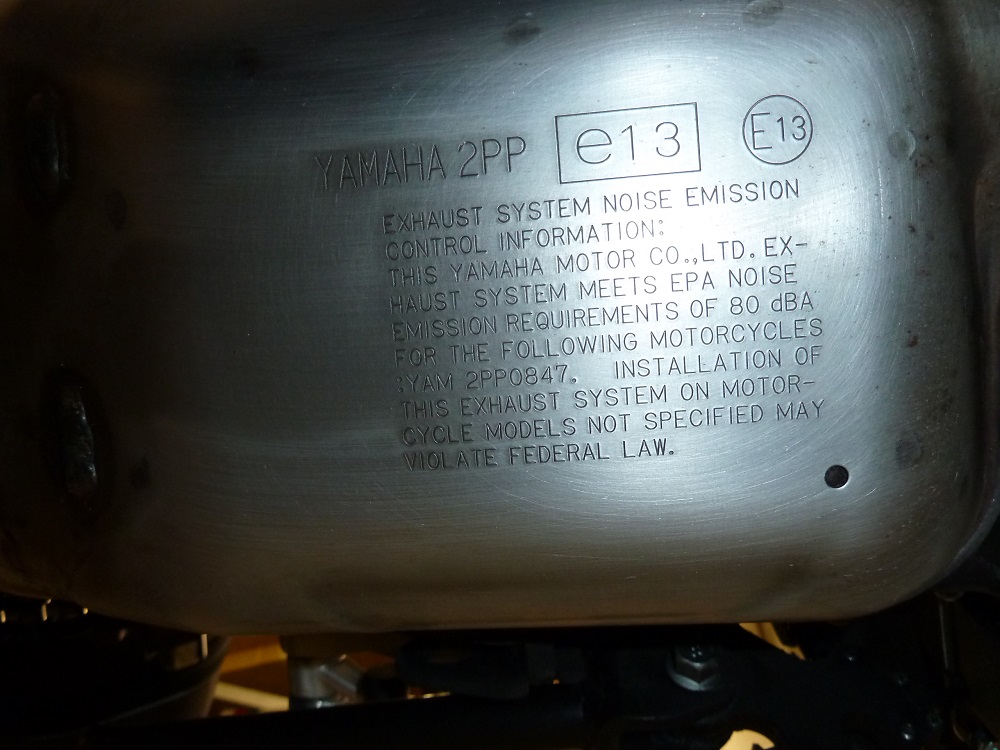 YAMAHA 2PP e13 E13
EXHAUST SYSTEM NOISE EMISSION
CONTROL INFORMATION:
THIS YAMAHA MOTOR CO.,LTD. EX-
HAUST SYSTEM MEETS EPA NOISE
EMISSION REQUIREMENTS OF 80 dBA
FOR THE FOLLOWING MOTORCYCLES
:YAM 2PP0847. INSTALLATION OF
THIS EXHAUST SYSTEM ON MOTOR-
CYCLE MODELS NOT SPECIFIED MAY
VIOLATE FEDERAL LAW.